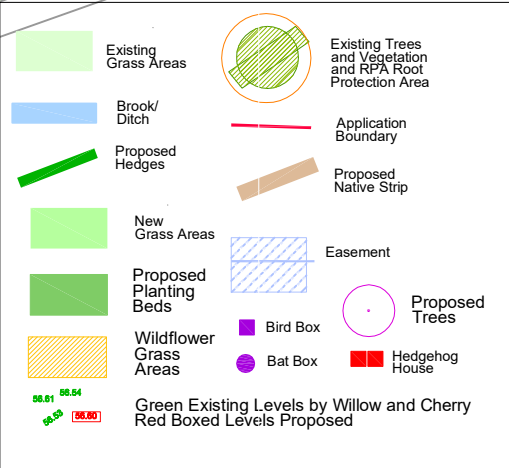 Existing
Grass Areas
Brook/
Ditch
Proposed
Hedges
New
Grass Areas
Proposed
Planting
Beds
Wildflower
Grass
Areas
Existing Trees
and Vegetation
and RPA Root
Protection Area
Application
Boundary
Proposed
Native Strip
Easement
Bird Box
Bat Box
Proposed
Trees
Hedgehog
House
56.61 56.54
56.53 56.60
Green Existing Levels by Willow and Cherry
Red Boxed Levels Proposed